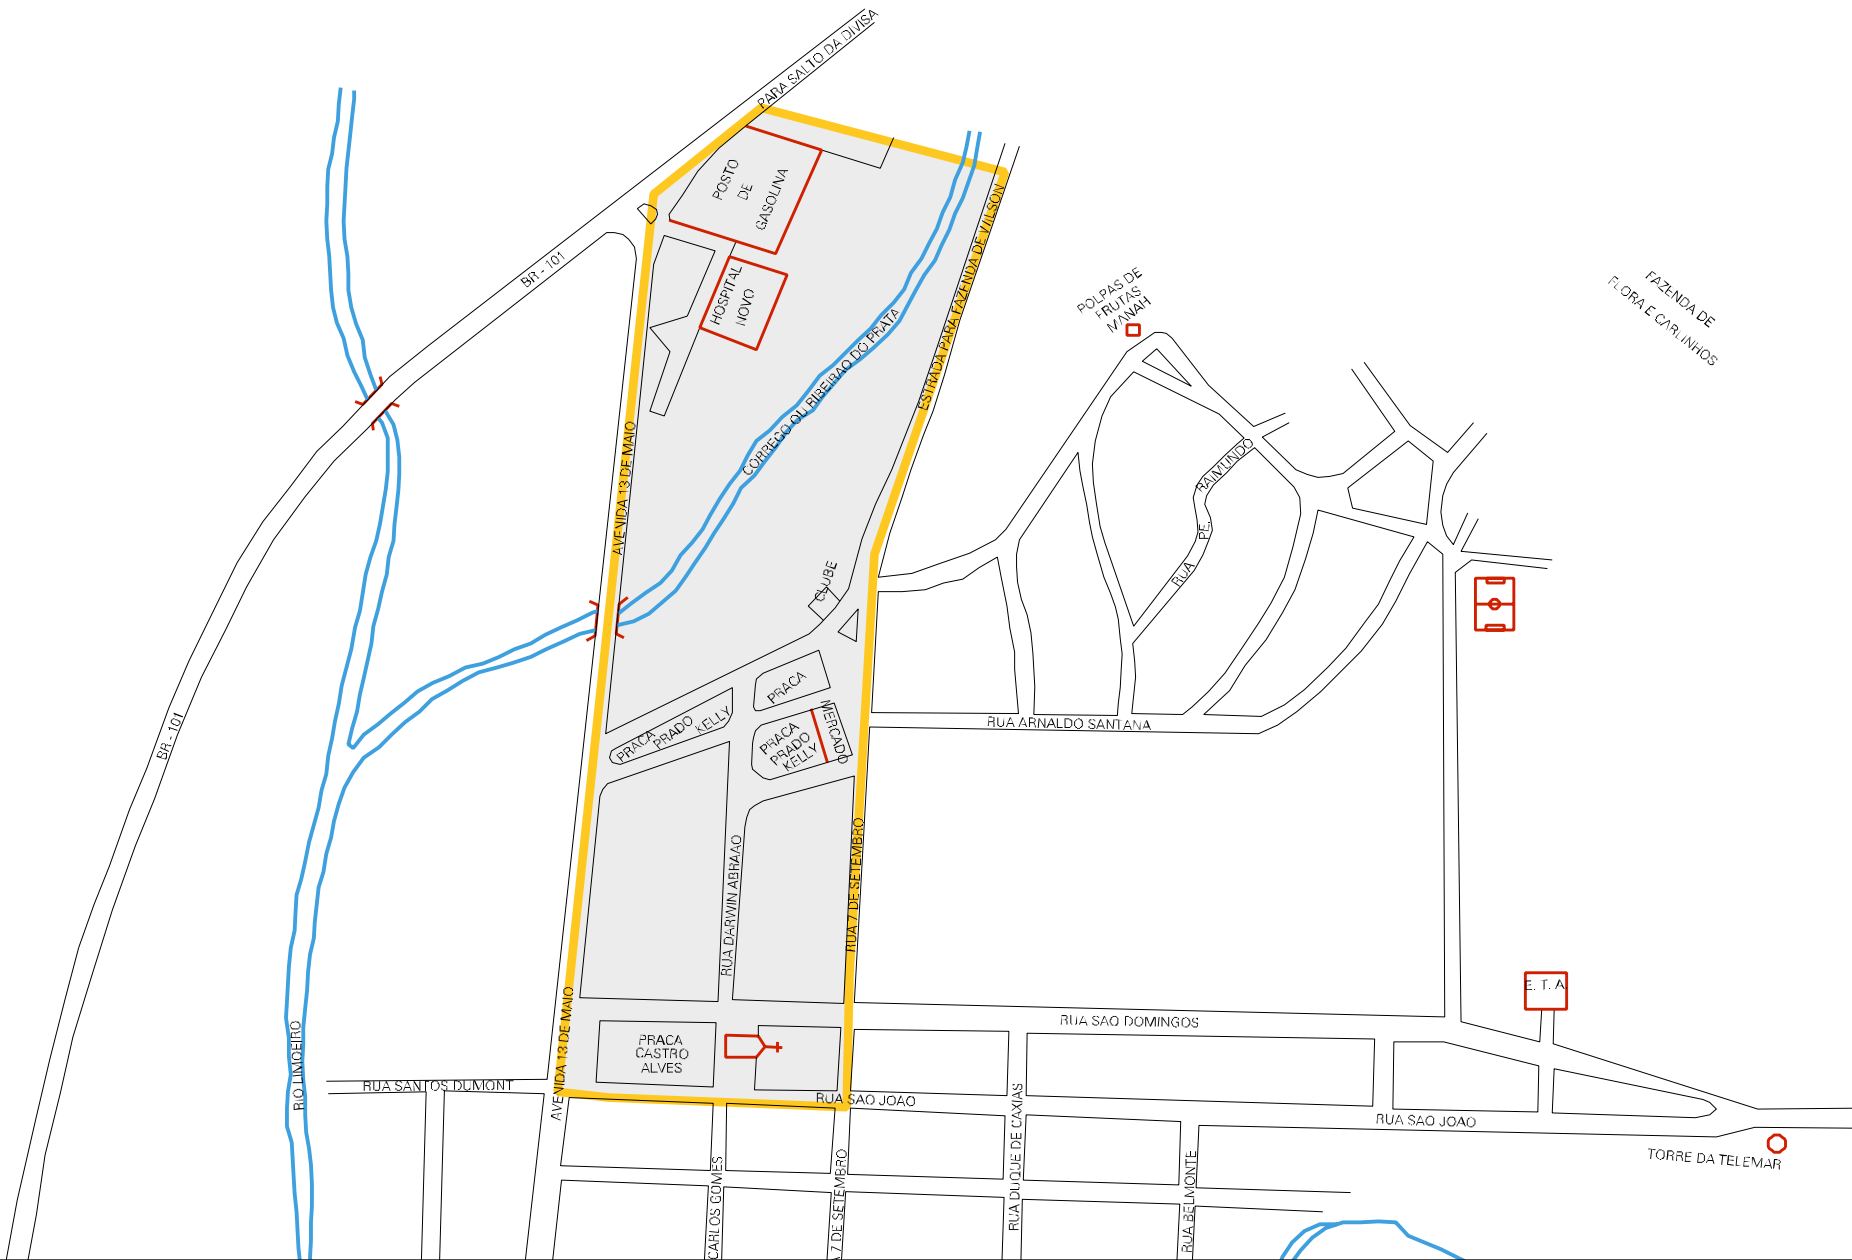 PARA SALTO DA DIVISA
POSTO
DE
GASOLINA
BR - 101
HOSPITAL
NOVO
ESTRADA PARA FAZENDA DE WILSON
POLPAS DE
FRUTAS
MANAH
FAZENDA DE
FLORA E CARLINHOS
CORREGO OU RIBEIRAO DO PRATA
AVENIDA 13 DE MAIO
RUA PE. RAIMUNDO
CLUBE
PRACA
PRACA PRADO KELLY
PRACA
PRADO
KELLY
MERCADO
RUA ARNALDO SANTANA
BR - 101
RUA DARWIN ABRAAO
RUA 7 DE SETEMBRO
E. T. A
RUA SAO DOMINGOS
PRACA
CASTRO
ALVES
AVENIDA 13 DE MAIO
RIO LIMOEIRO
RUA SANTOS DUMONT
RUA SAO JOAO
RUA SAO JOAO
RUA DUQUE DE CAXIAS
TORRE DA TELEMAR
CARLOS GOMES
A 7 DE SETEMBRO
RUA BELMONTE